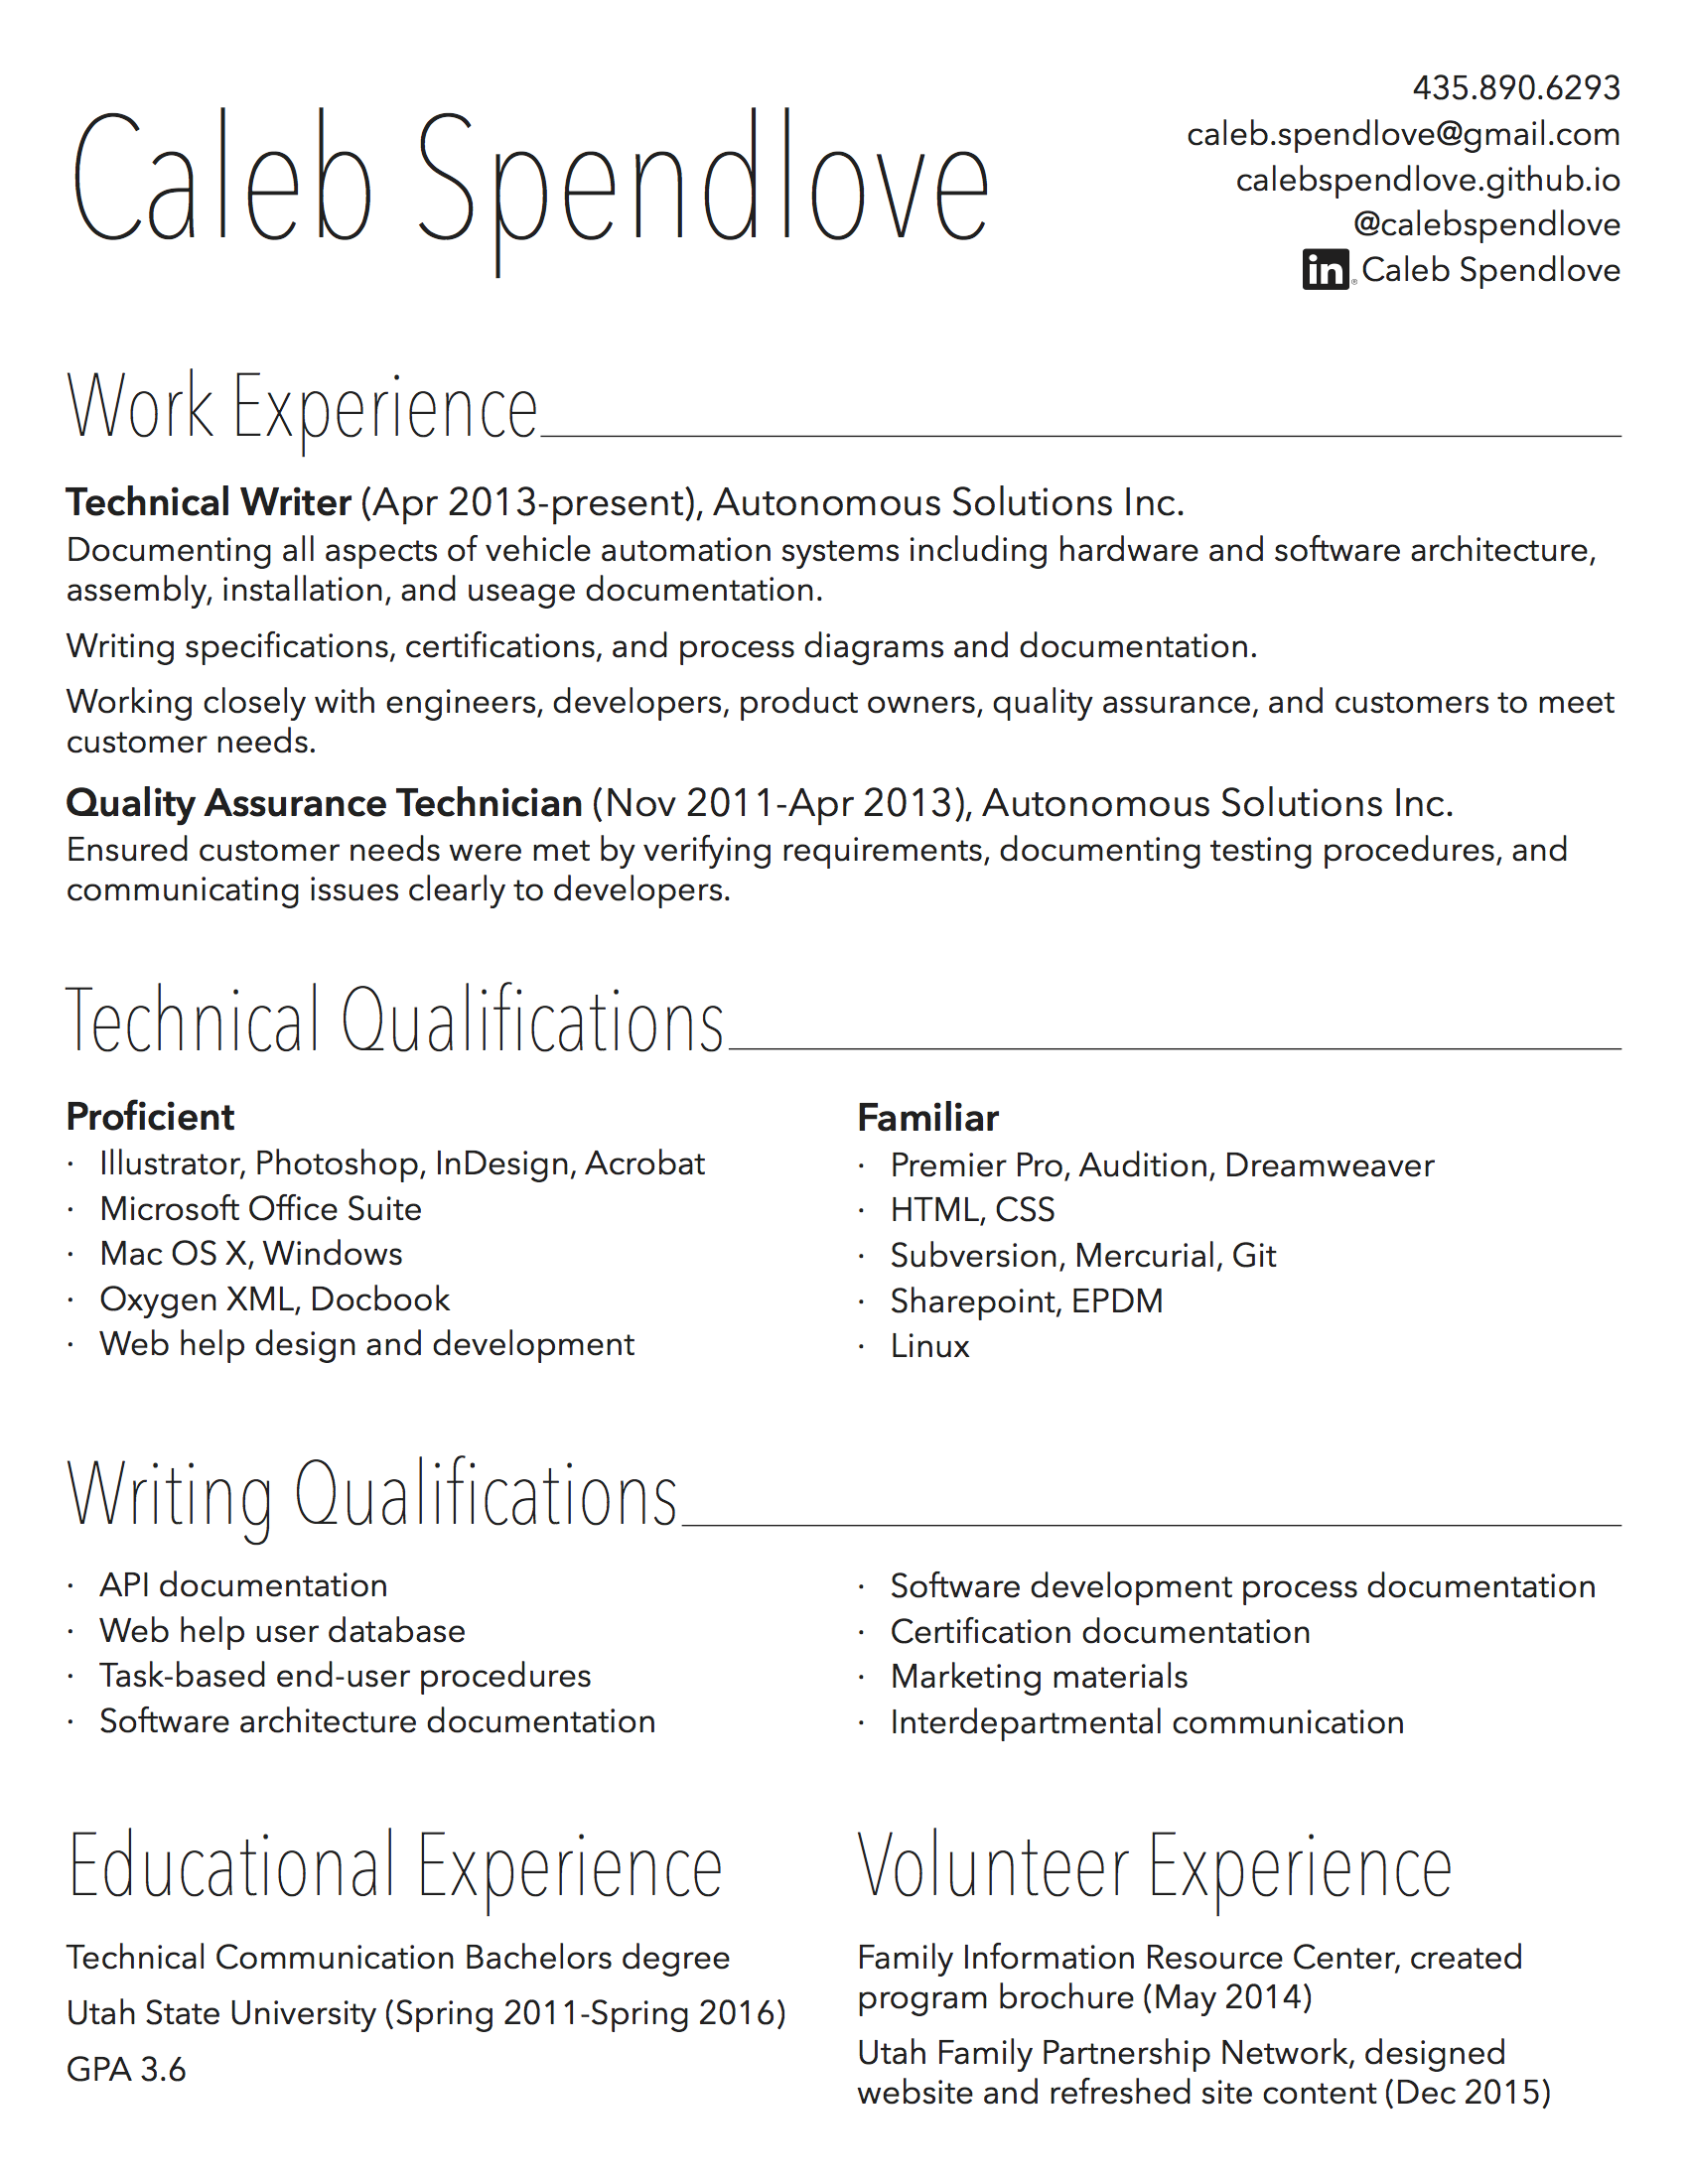 Caleb Spendlove
435.890.6293
caleb.spendlove@gmail.com
calebspendlove.github.io
@calebspendlove
in® Caleb Spendlove
Work Experience
Technical Writer (Apr 2013-present), Autonomous Solutions Inc.
Documenting all aspects of vehicle automation systems including hardware and software architecture,
assembly, installation, and useage documentation.
Writing specifications, certifications, and process diagrams and documentation.
Working closely with engineers, developers, product owners, quality assurance, and customers to meet
customer needs.
Quality Assurance Technician (Nov 2011-Apr 2013), Autonomous Solutions Inc.
Ensured customer needs were met by verifying requirements, documenting testing procedures, and
communicating issues clearly to developers.
Technical Qualifications
Proficient
· Illustrator, Photoshop, InDesign, Acrobat
· Microsoft Office Suite
· Mac OS X, Windows
· Oxygen XML, Docbook
· Web help design and development
Familiar
· Premier Pro, Audition, Dreamweaver
· HTML, CSS
· Subversion, Mercurial, Git
· Sharepoint, EPDM
· Linux
Writing Qualifications
· API documentation
· Web help user database
· Task-based end-user procedures
· Software architecture documentation
· Software development process documentation
· Certification documentation
· Marketing materials
· Interdepartmental communication
Educational Experience
Technical Communication Bachelors degree
Utah State University (Spring 2011-Spring 2016)
GPA 3.6
Volunteer Experience
Family Information Resource Center, created
program brochure (May 2014)
Utah Family Partnership Network, designed
website and refreshed site content (Dec 2015)